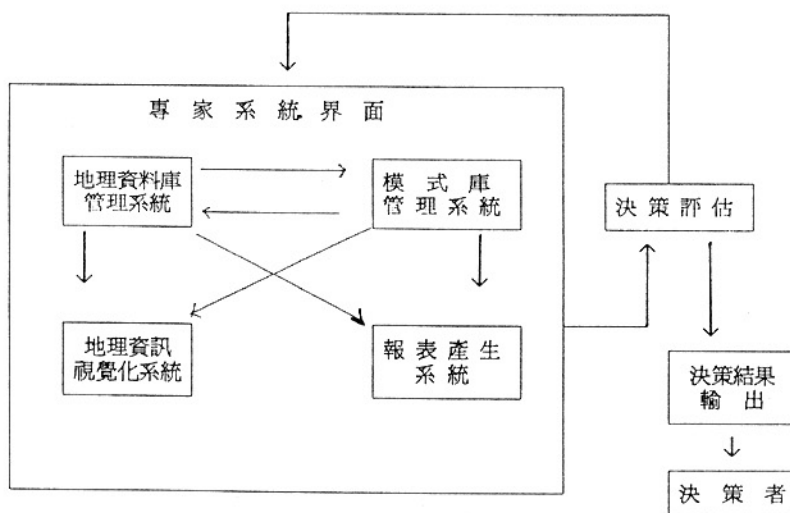 專家系統界面
地理資料庫
管理系統
模式庫
管理系統
決策評估
地理資訊
視覺化系統
報表產生
系統
決策結果
輸出
決策者